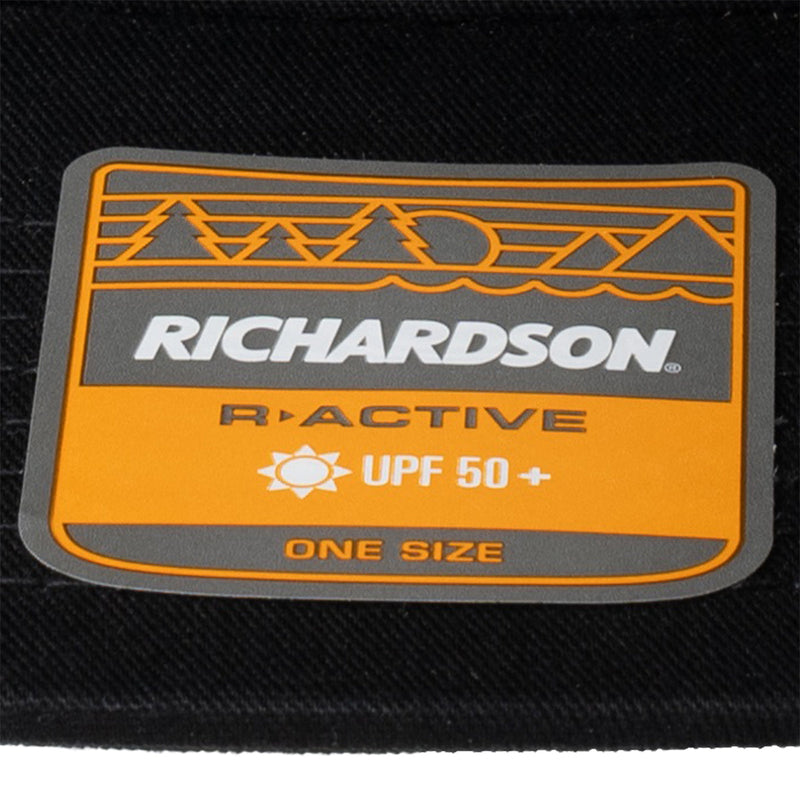 RICHARDSON®
R▸ACTIVE
UPF 50+
ONE SIZE